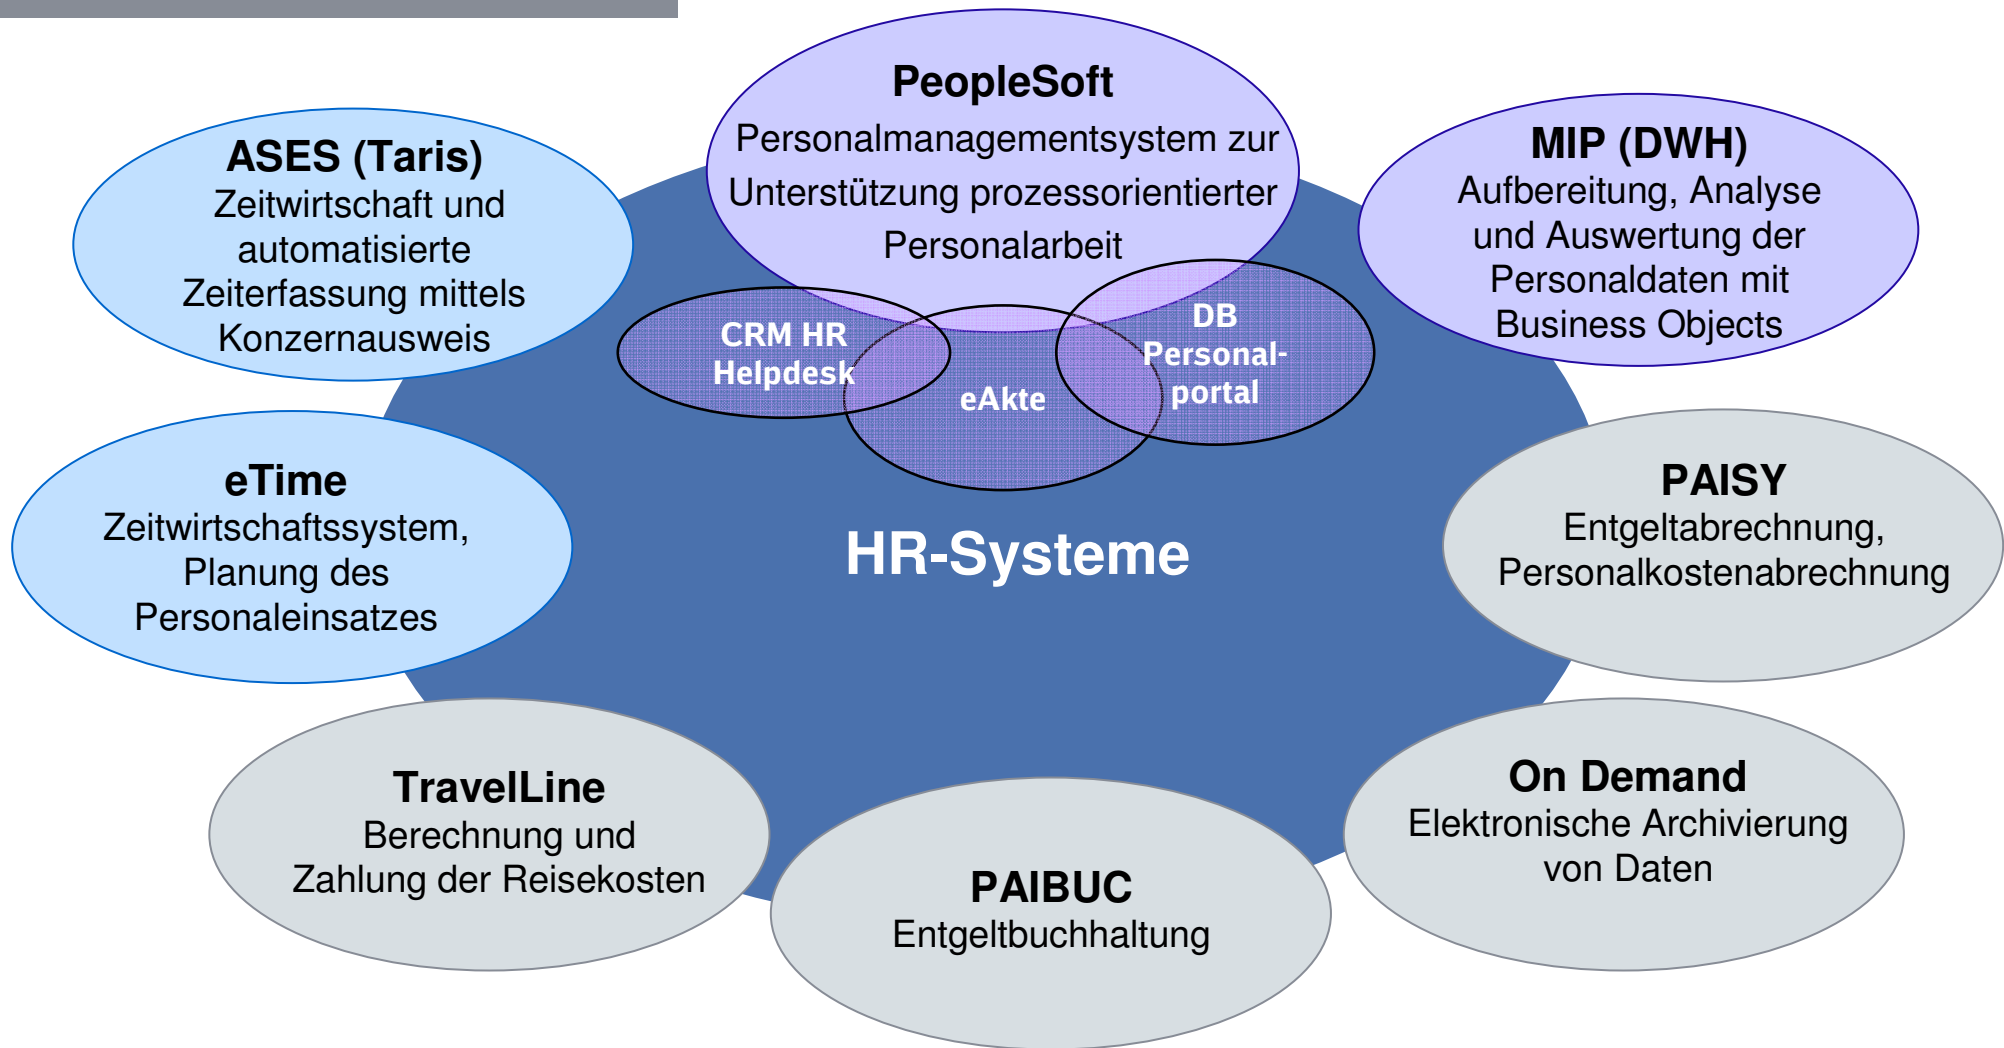 PeopleSoft
Personalmanagementsystem zur
Unterstützung prozessorientierter
Personalarbeit
ASES (Taris)
Zeitwirtschaft und
automatisierte
Zeiterfassung mittels
Konzernausweis
MIP (DWH)
Aufbereitung, Analyse
und Auswertung der
Personaldaten mit
Business Objects
CRM HR
Helpdesk
eAkte
DB
Personal-
portal
eTime
Zeitwirtschaftssystem,
Planung des
Personaleinsatzes
HR-Systeme
PAISY
Entgeltabrechnung,
Personalkostenabrechnung
TravelLine
Berechnung und
Zahlung der Reisekosten
PAIBUC
Entgeltbuchhaltung
On Demand
Elektronische Archivierung
von Daten